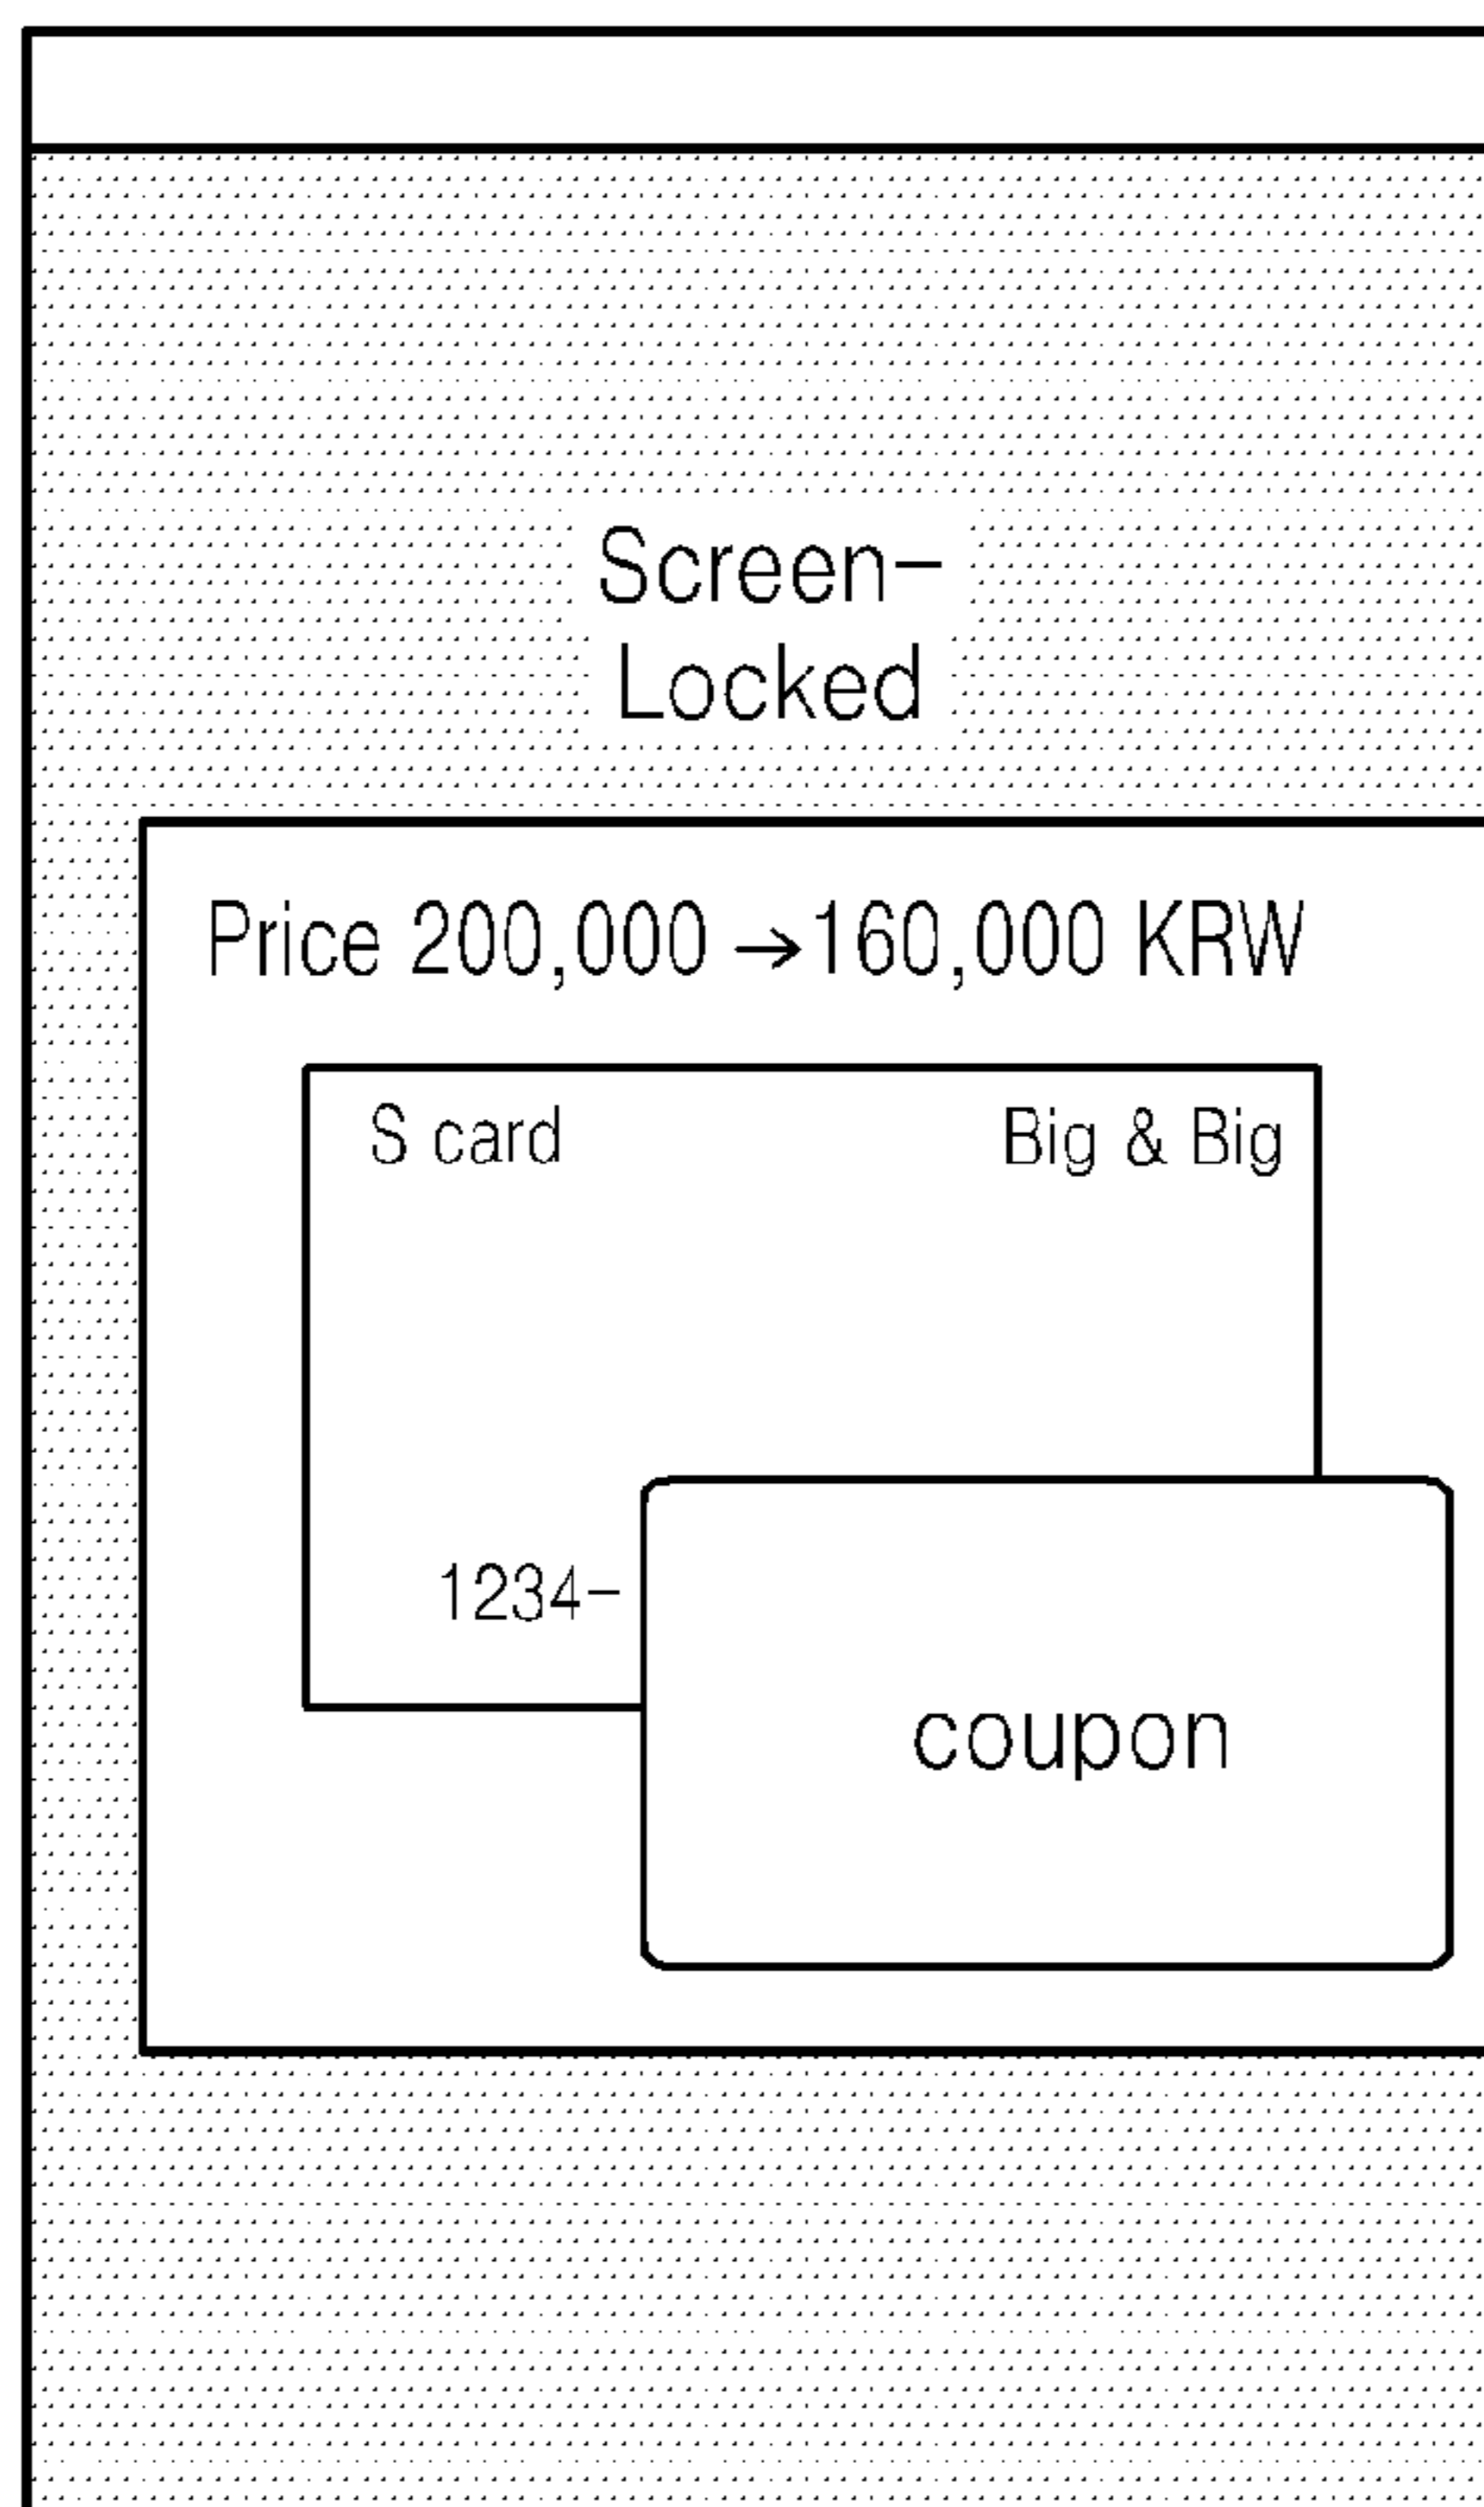 Screen-
Locked
Price 200,000 →160,000 KRW
S card Big & Big
1234-
coupon